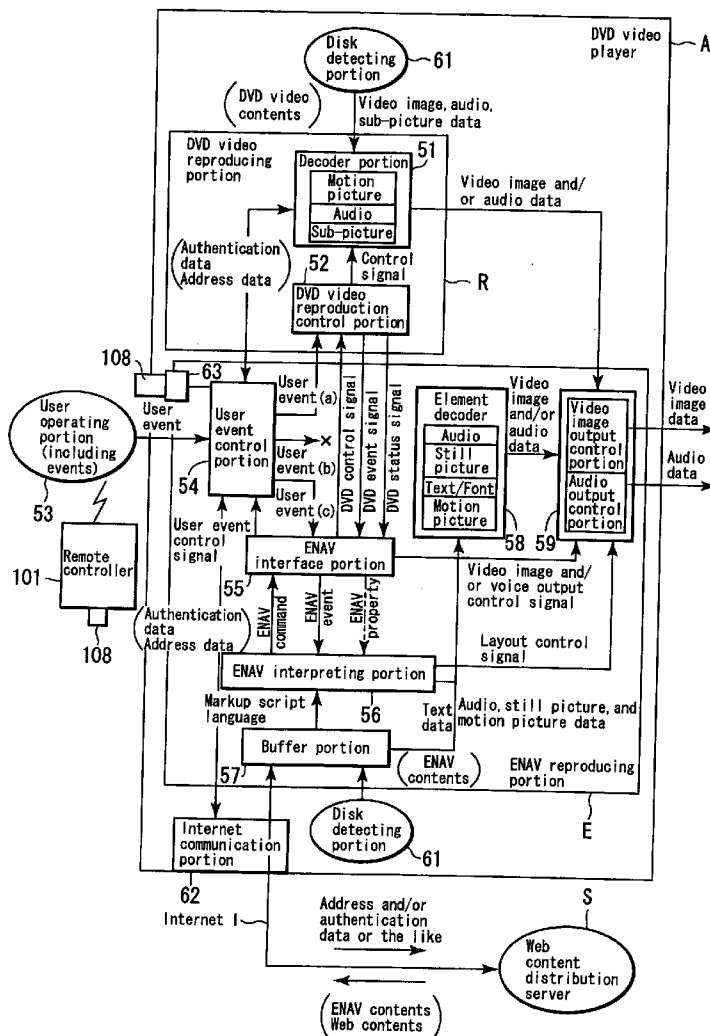 Disk
detecting
portion
61
DVD video
player
A
(DVD video
contents)
Video image, audio,
sub-picture data
DVD video
reproducing
portion
51
Decoder portion
Motion
picture
Audio
Sub-picture
Video image and/
or audio data
(Authentication
data
Address data)
52
Control
signal
R
DVD video
reproduction
control portion
108
63
User
event
User operating
portion
(including
events)
53
User
event
control
portion
54
User
event(a)
×
User
event(b)
User
event(c)
DVD control signal
DVD event signal
DVD status signal
Element
decoder
Audio
Still
picture
Text/Font
Motion
picture
58
Video
image
and/or
audio
data
Video image
output control
portion
Audio output
control portion
59
Video
image
data
Audio
data
Remote
controller
101
108
User event
control
signal
55
ENAV
interface portion
Video image and/
or voice output
control signal
(Authentication
data
Address data)
ENAV
command
ENAV
event
ENAV
property
Layout control
signal
ENAV interpreting portion
56
Markup script
language
Text
data
Audio, still picture, and
motion picture data
Buffer portion
57
(ENAV
contents)
ENAV reproducing
portion
E
Disk
detecting
portion
61
Internet
communication
portion
62
Internet I
Address and/or
authentication
data or the like
S
Web
content
distribution
server
(ENAV contents
Web contents)